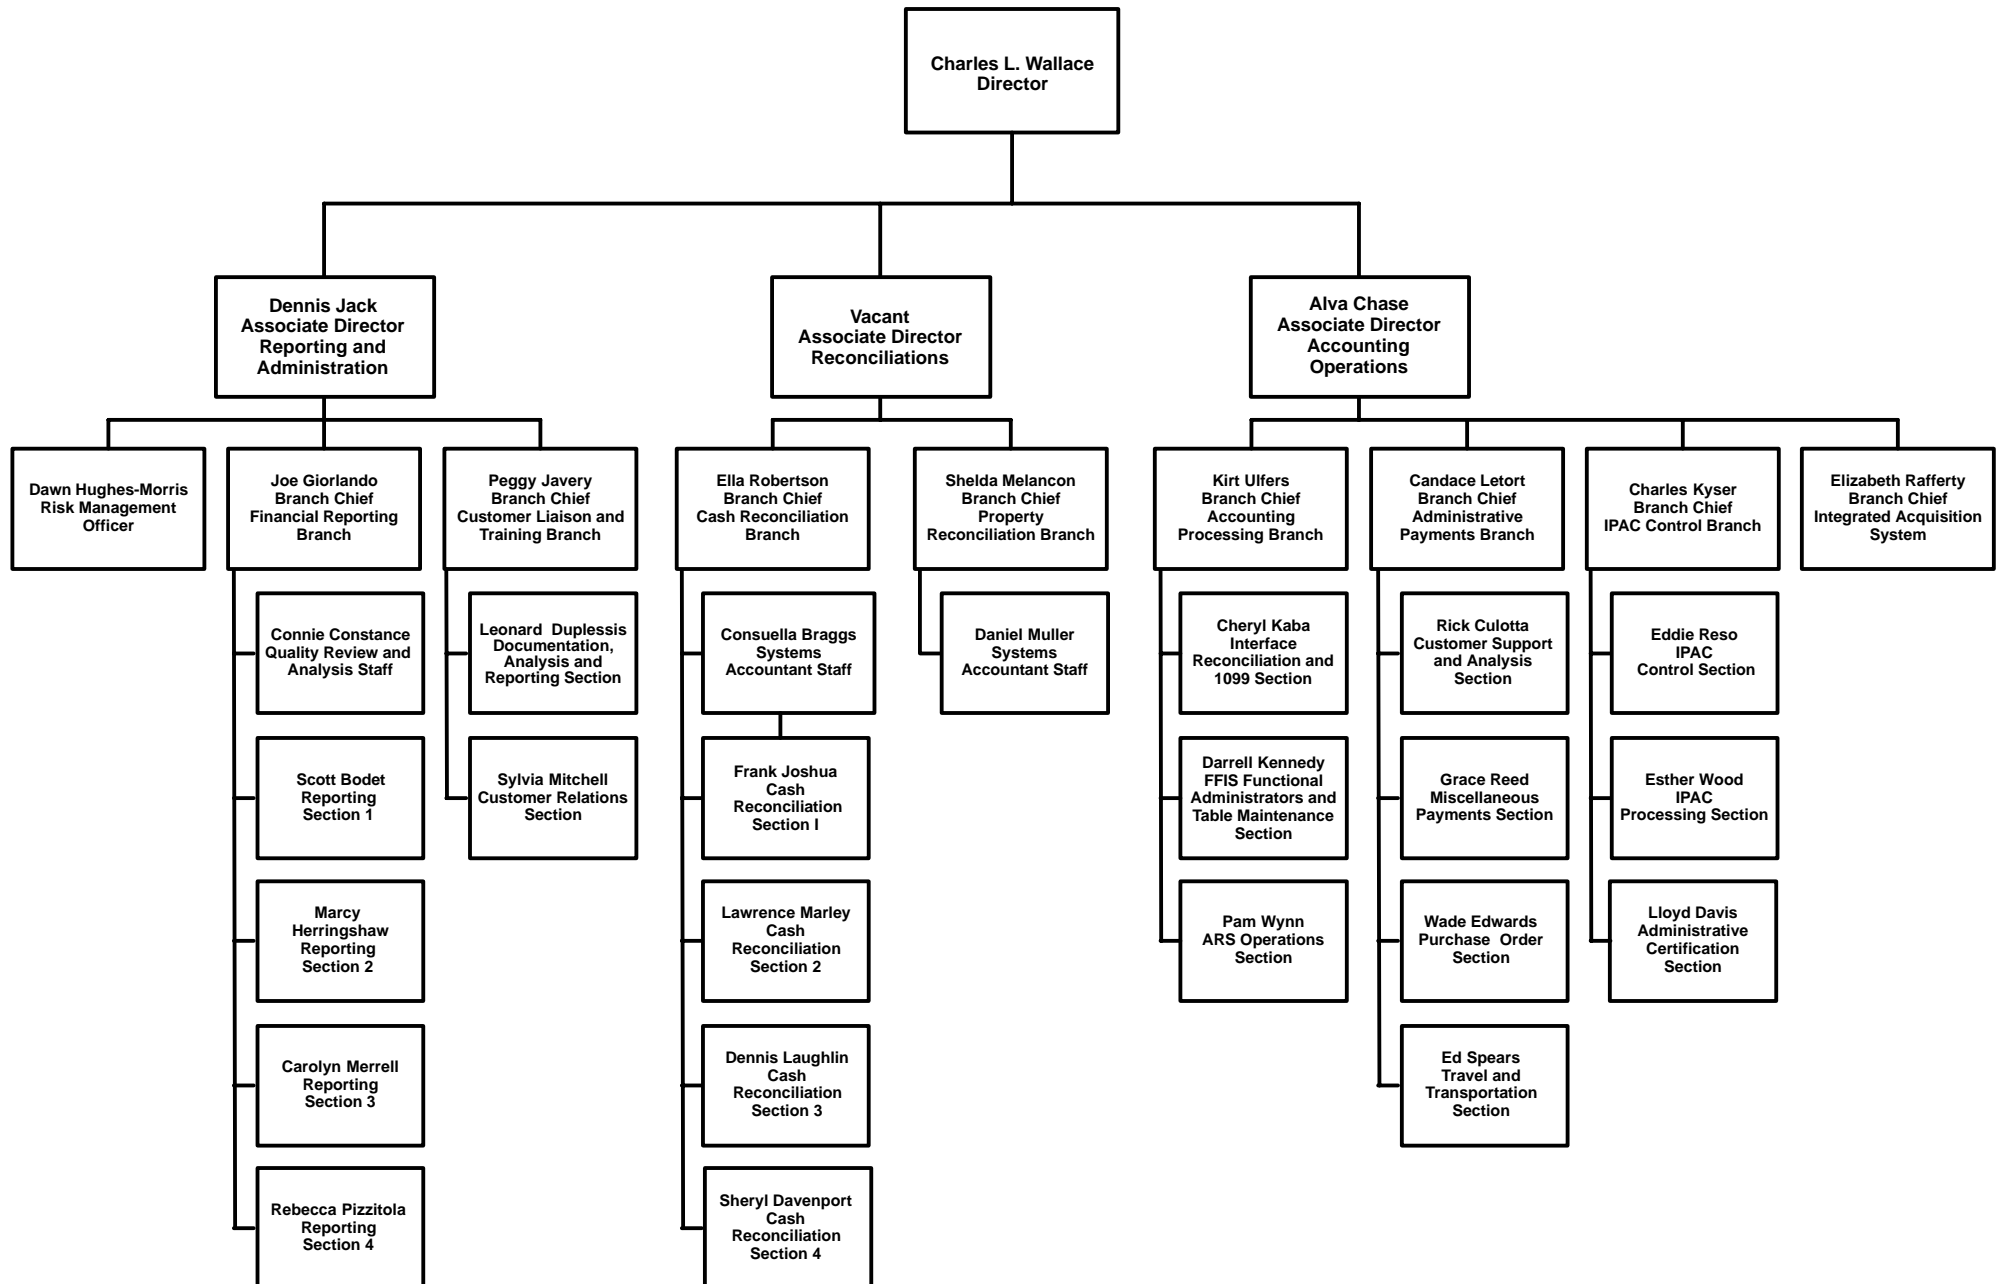 Charles L. Wallace
Director
Dennis Jack
Associate Director
Reporting and
Administration
Vacant
Associate Director
Reconciliations
Alva Chase
Associate Director
Accounting
Operations
Dawn Hughes-Morris
Risk Management
Officer
Joe Giorlando
Branch Chief
Financial Reporting
Branch
Peggy Javery
Branch Chief
Customer Liaison and
Training Branch
Ella Robertson
Branch Chief
Cash Reconciliation
Branch
Shelda Melancon
Branch Chief
Property
Reconciliation Branch
Kirt Ulfers
Branch Chief
Accounting
Processing Branch
Candace Letort
Branch Chief
Administrative
Payments Branch
Charles Kyser
Branch Chief
IPAC Control Branch
Elizabeth Rafferty
Branch Chief
Integrated Acquisition
System
Connie Constance
Quality Review and
Analysis Staff
Leonard  Duplessis
Documentation,
Analysis and
Reporting Section
Consuella Braggs
Systems
Accountant Staff
Daniel Muller
Systems
Accountant Staff
Cheryl Kaba
Interface
Reconciliation and
1099 Section
Rick Culotta
Customer Support
and Analysis
Section
Eddie Reso
IPAC
Control Section
Scott Bodet
Reporting
Section 1
Sylvia Mitchell
Customer Relations
Section
Frank Joshua
Cash
Reconciliation
Section I
Darrell Kennedy
FFIS Functional
Administrators and
Table Maintenance
Section
Grace Reed
Miscellaneous
Payments Section
Esther Wood
IPAC
Processing Section
Marcy
Herringshaw
Reporting
Section 2
Lawrence Marley
Cash
Reconciliation
Section 2
Pam Wynn
ARS Operations
Section
Wade Edwards
Purchase  Order
Section
Lloyd Davis
Administrative
Certification
Section
Carolyn Merrell
Reporting
Section 3
Dennis Laughlin
Cash
Reconciliation
Section 3
Ed Spears
Travel and
Transportation
Section
Rebecca Pizzitola
Reporting
Section 4
Sheryl Davenport
Cash
Reconciliation
Section 4